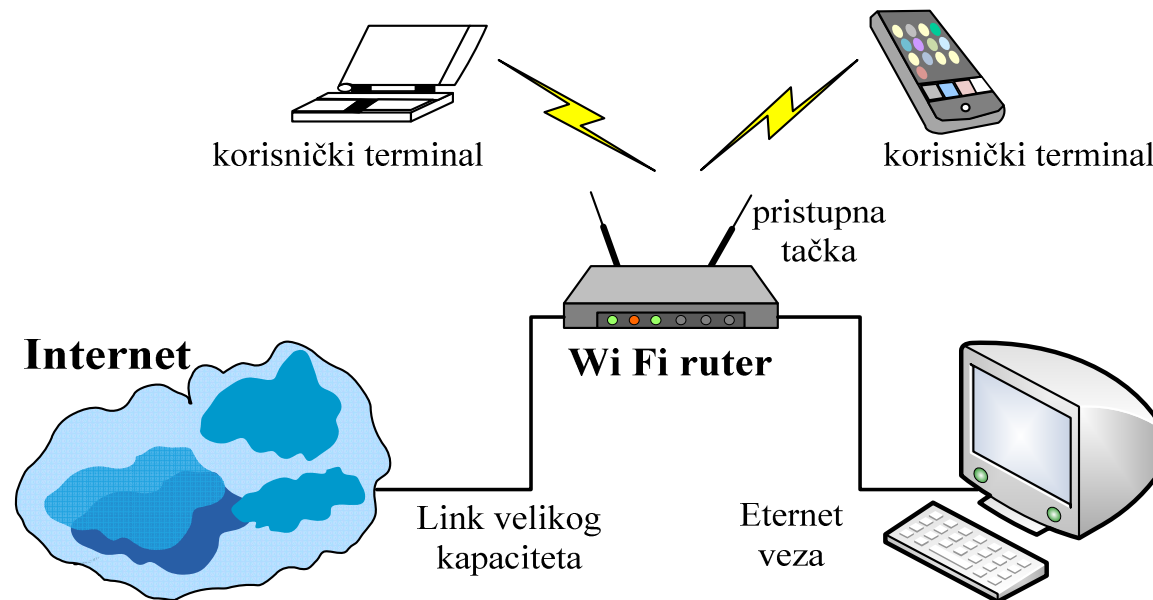 korisnički terminal
korisnički terminal
pristupna
tačka
Internet
Wi Fi ruter
Link velikog
kapaciteta
Eternet
veza